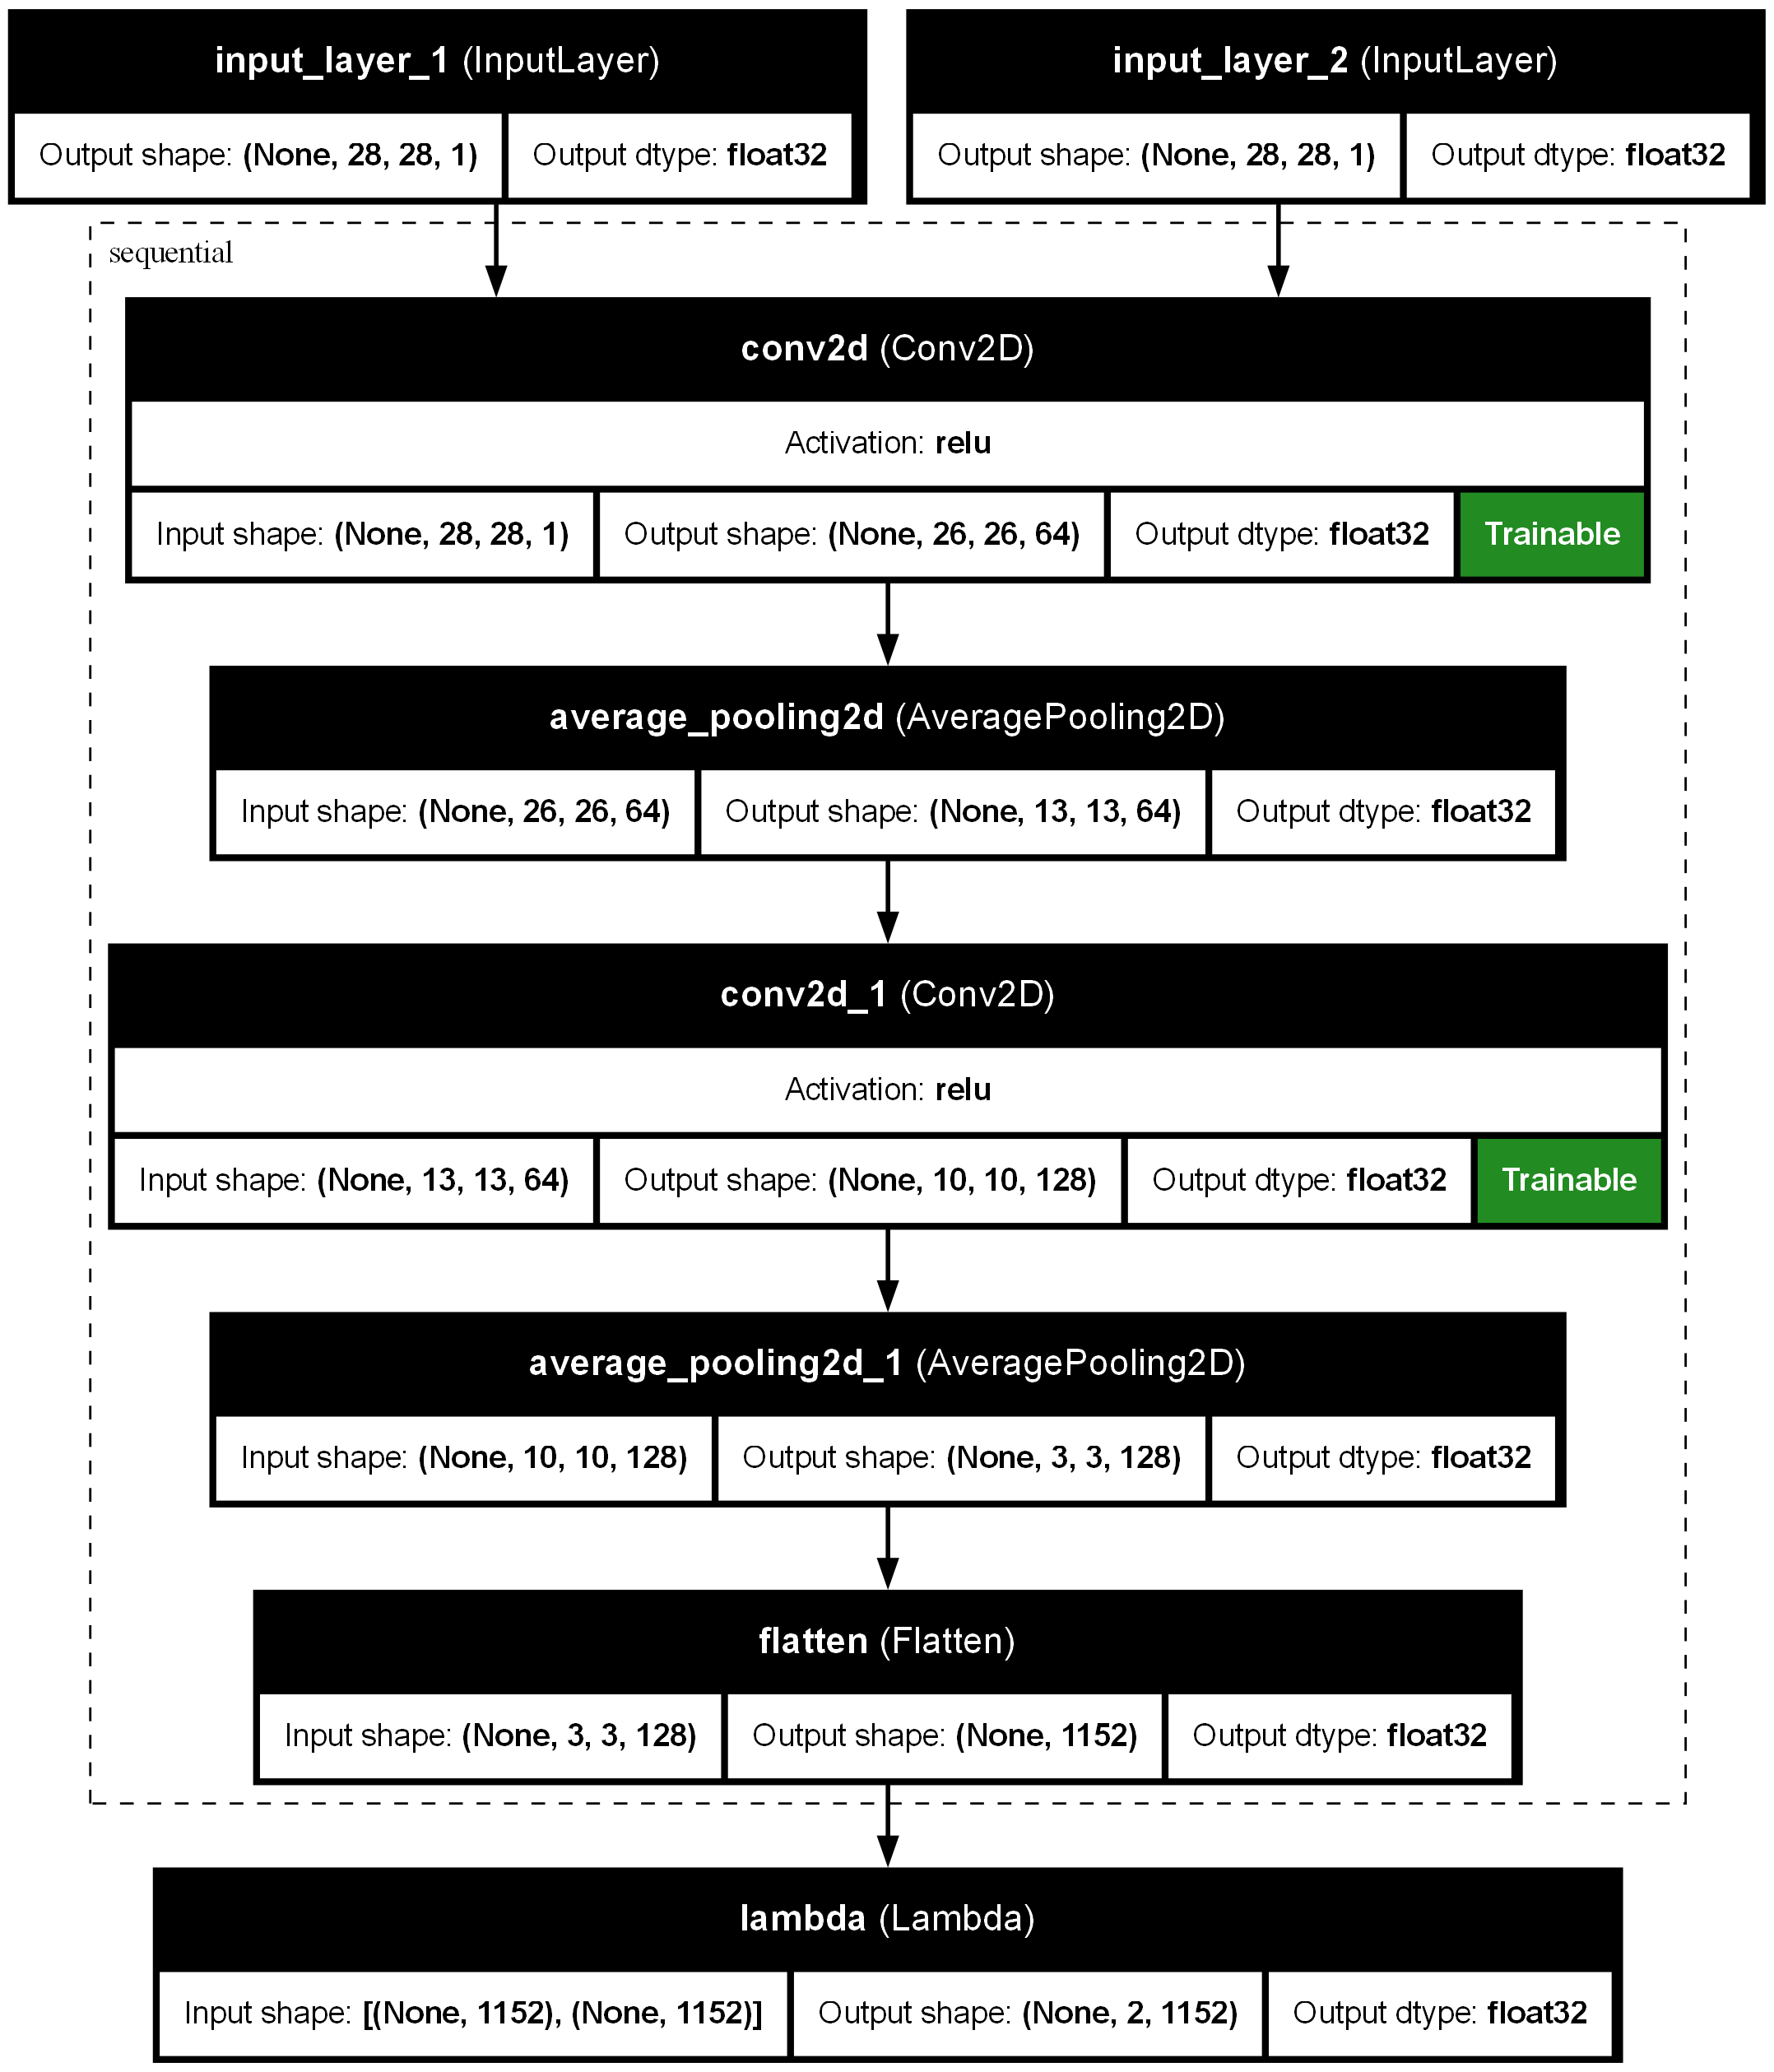 input_layer_1 (InputLayer)
Output shape: (None, 28, 28, 1) Output dtype: float32
input_layer_2 (InputLayer)
Output shape: (None, 28, 28, 1) Output dtype: float32
sequential
conv2d (Conv2D)
Activation: relu
Input shape: (None, 28, 28, 1) Output shape: (None, 26, 26, 64) Output dtype: float32 Trainable
average_pooling2d (AveragePooling2D)
Input shape: (None, 26, 26, 64) Output shape: (None, 13, 13, 64) Output dtype: float32
conv2d_1 (Conv2D)
Activation: relu
Input shape: (None, 13, 13, 64) Output shape: (None, 10, 10, 128) Output dtype: float32 Trainable
average_pooling2d_1 (AveragePooling2D)
Input shape: (None, 10, 10, 128) Output shape: (None, 3, 3, 128) Output dtype: float32
flatten (Flatten)
Input shape: (None, 3, 3, 128) Output shape: (None, 1152) Output dtype: float32
lambda (Lambda)
Input shape: [(None, 1152), (None, 1152)] Output shape: (None, 2, 1152) Output dtype: float32